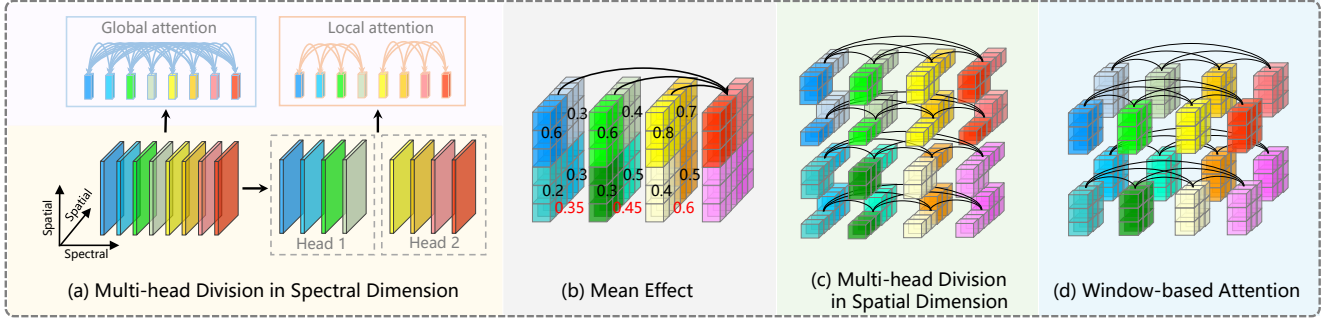 Global attention
Local attention
Spatial
Spatial
Spectral
Head 1
Head 2
(a) Multi-head Division in Spectral Dimension
0.3
0.6
0.3
0.2
0.35
0.4
0.6
0.5
0.3
0.45
0.7
0.8
0.5
0.4
0.6
(b) Mean Effect
(c) Multi-head Division
in Spatial Dimension
(d) Window-based Attention